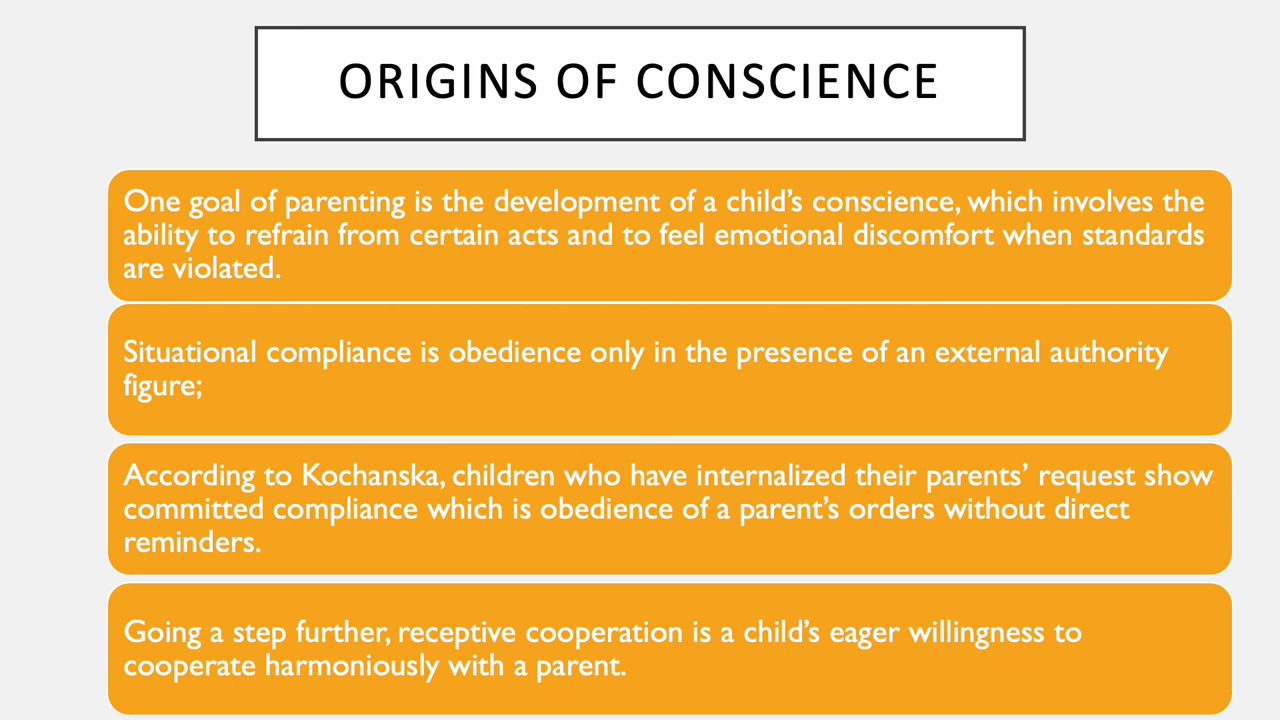 ORIGINS OF CONSCIENCE
One goal of parenting is the development of a child’s conscience, which involves the
ability to refrain from certain acts and to feel emotional discomfort when standards
are violated.
Situational compliance is obedience only in the presence of an external authority
figure;
According to Kochanska, children who have internalized their parents’ request show
committed compliance which is obedience of a parent’s orders without direct
reminders.
Going a step further, receptive cooperation is a child’s eager willingness to
cooperate harmoniously with a parent.